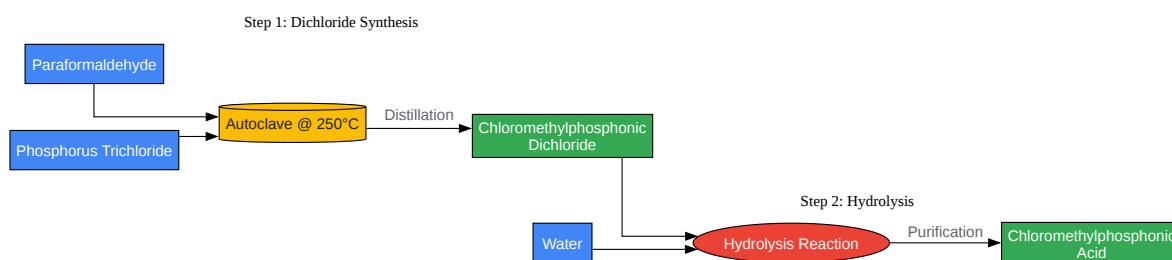 Step 1: Dichloride Synthesis
Paraformaldehyde
Phosphorus Trichloride
Autoclave @ 250°C
Distillation
Chloromethylphosphonic
Dichloride
Step 2: Hydrolysis
Water
Hydrolysis Reaction
Purification
Chloromethylphosphonic
Acid